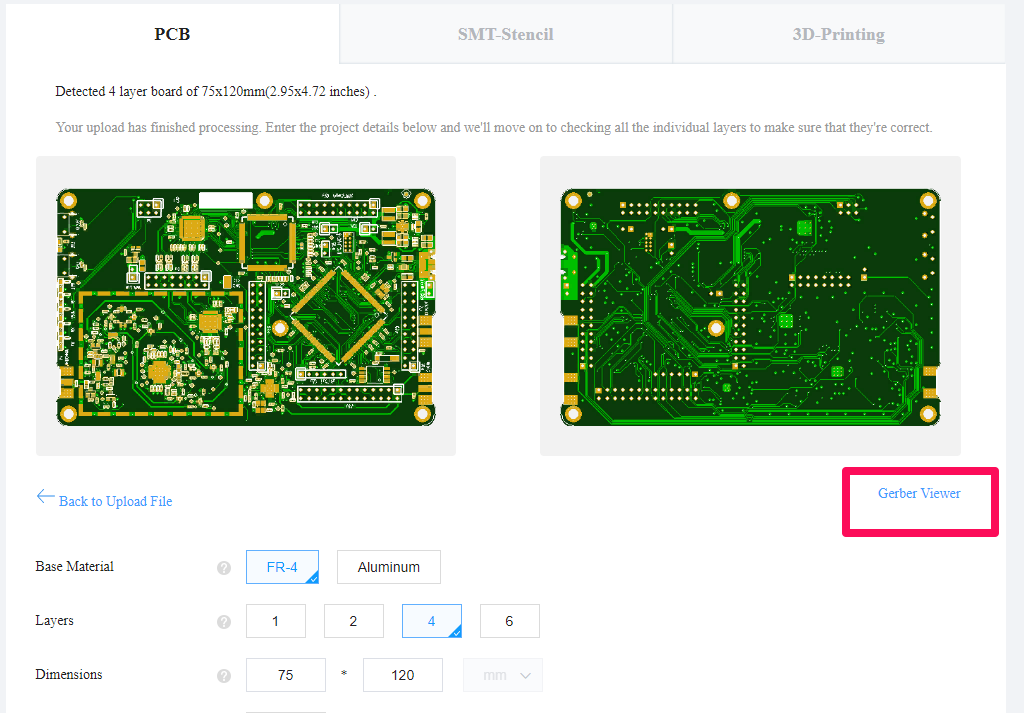 PCB
SMT-Stencil
3D-Printing
Detected 4 layer board of 75x120mm(2.95x4.72 inches) .
Your upload has finished processing. Enter the project details below and we'll move on to checking all the individual layers to make sure that they're correct.
Back to Upload File
Gerber Viewer
Base Material
?
FR-4
Aluminum
Layers
?
1
2
4
6
Dimensions
?
75
*
120
mm